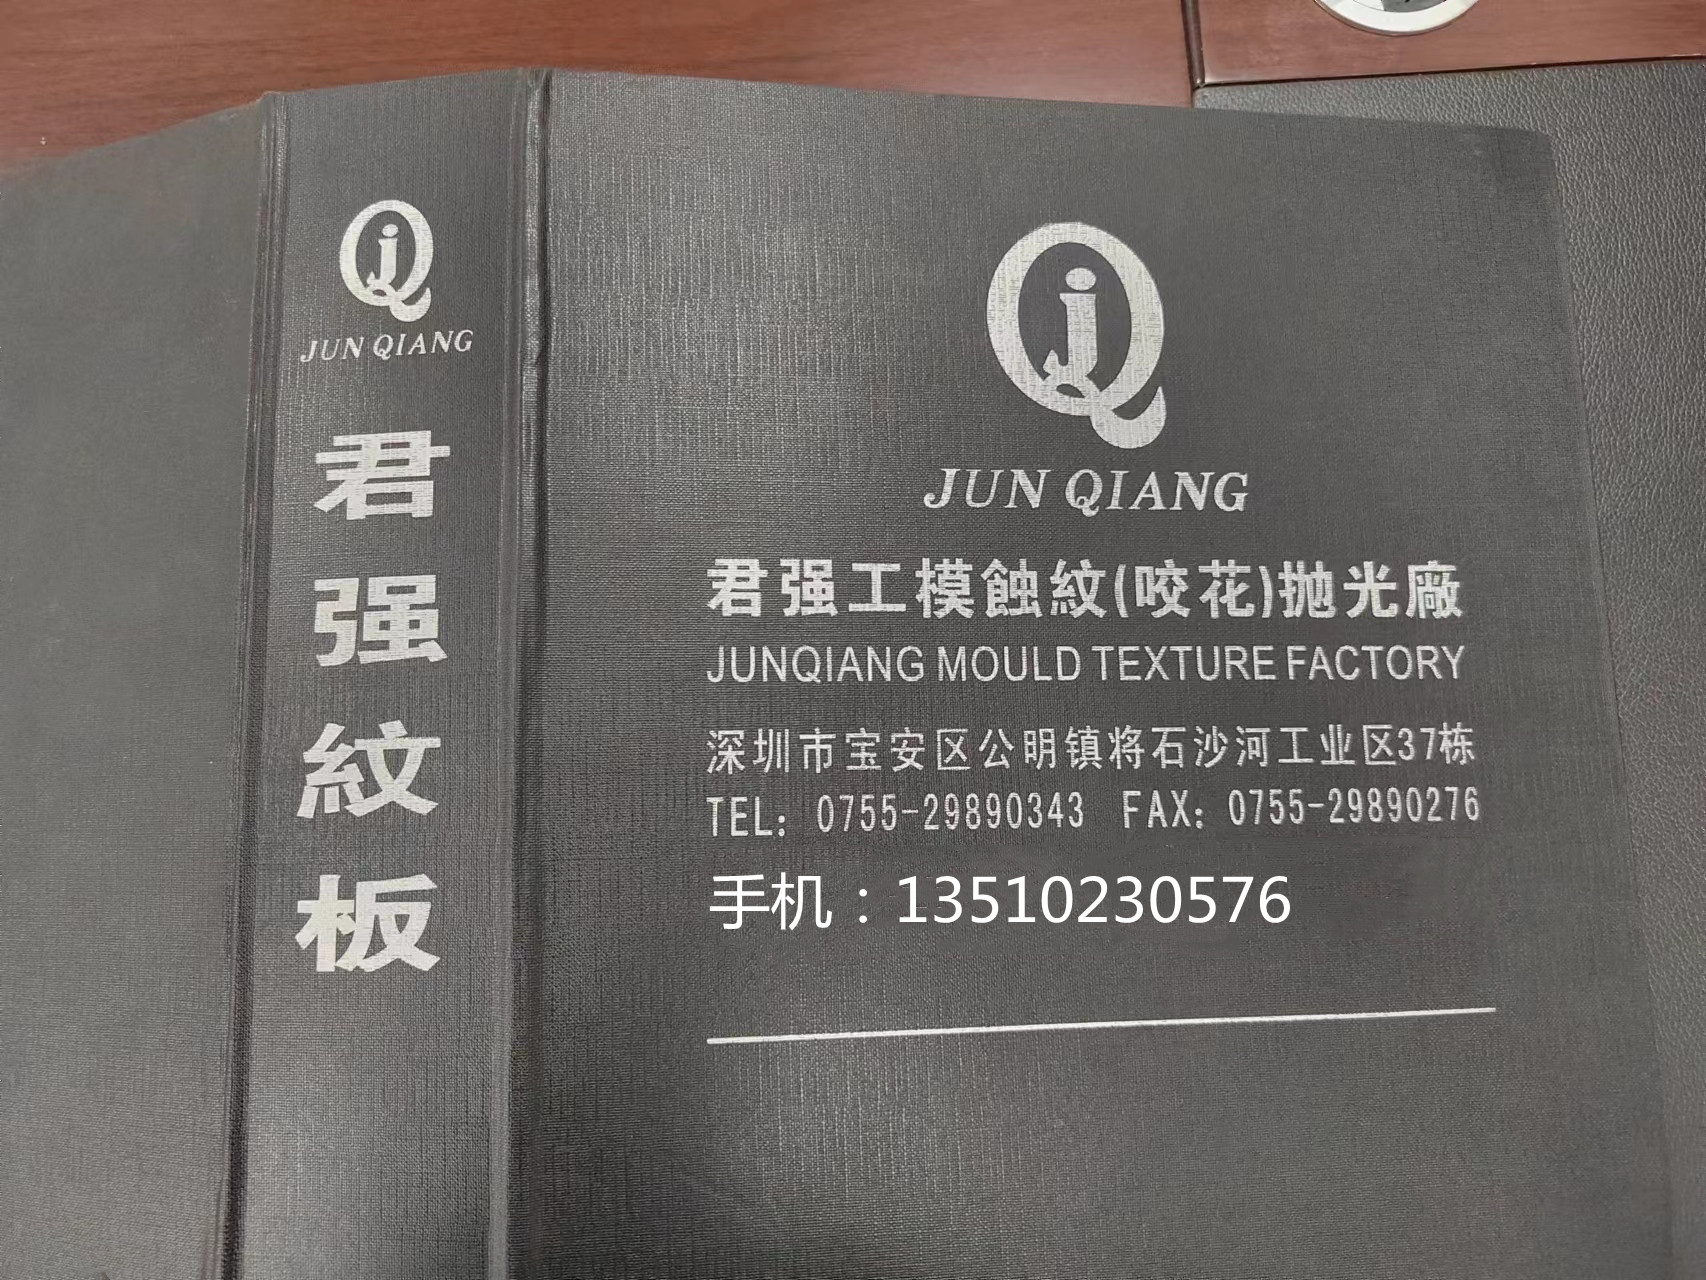 JQ
JUN QIANG
君强紋板
jQ
JUN QIANG
君强工模蝕紋(咬花)抛光廠
JUNQIANG MOULD TEXTURE FACTORY
深圳市宝安区公明镇将石沙河工业区37栋
TEL: 0755-29890343 FAX: 0755-29890276
手机：13510230576